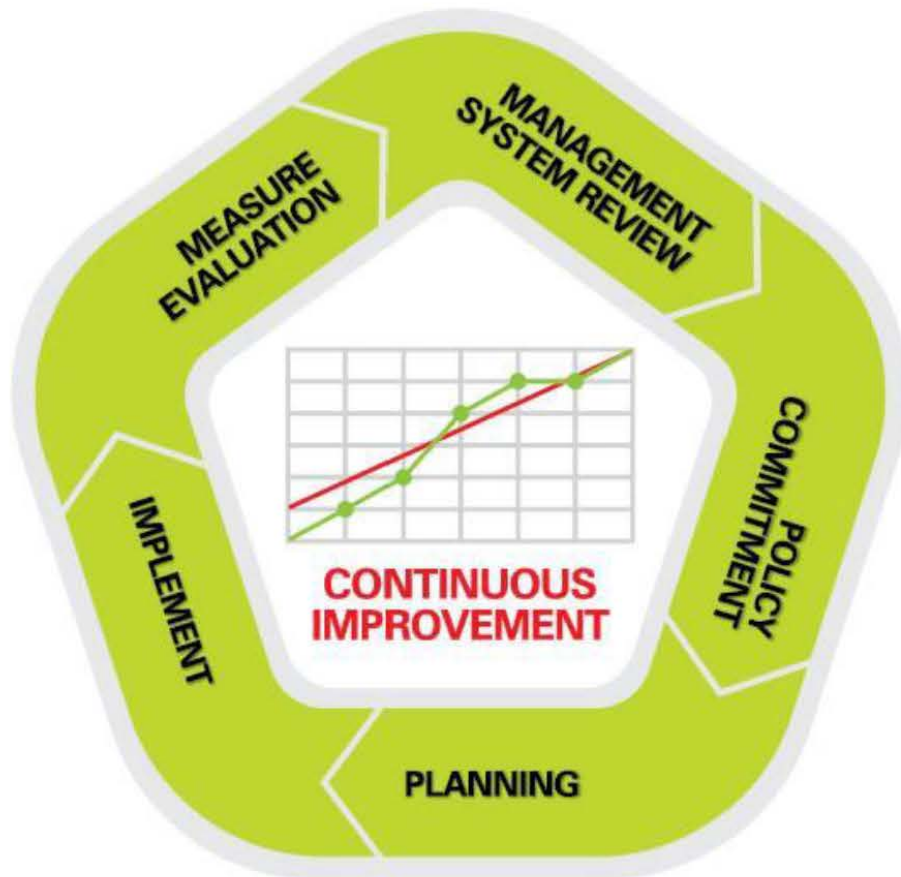 MANAGEMENT
SYSTEM REVIEW
POLICY
COMMITMENT
PLANNING
IMPLEMENT
MEASURE
EVALUATION
CONTINUOUS
IMPROVEMENT